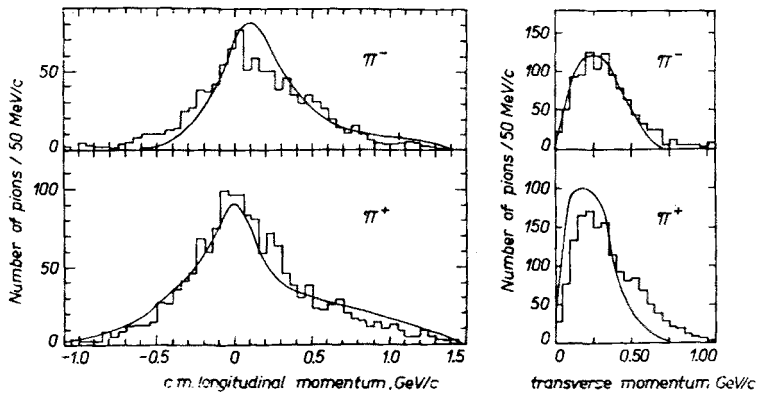 Number of pions / 50 MeV/c
50
0
π⁻
100
50
0
π⁺
-1.0
-0.5
0
0.5
1.0
1.5
c.m. longitudinal momentum, GeV/c
Number of pions / 50 MeV/c
150
100
50
0
π⁻
150
100
50
0
π⁺
0
0.50
1.00
transverse momentum GeV/c